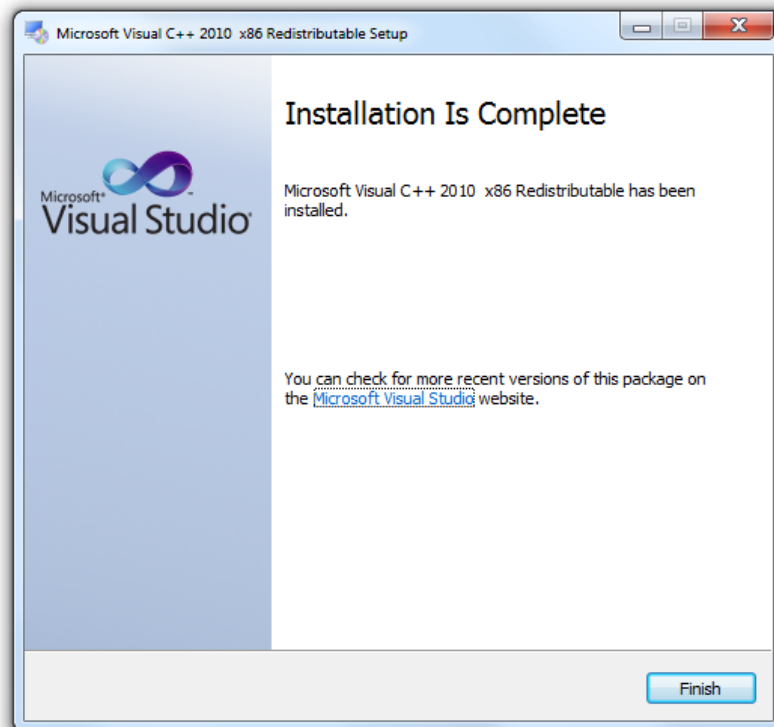 Microsoft Visual C++ 2010  x86 Redistributable Setup
Installation Is Complete
Microsoft Visual C++ 2010  x86 Redistributable has been
installed.
Microsoft®
Visual Studio®
You can check for more recent versions of this package on
the Microsoft Visual Studio website.
Finish